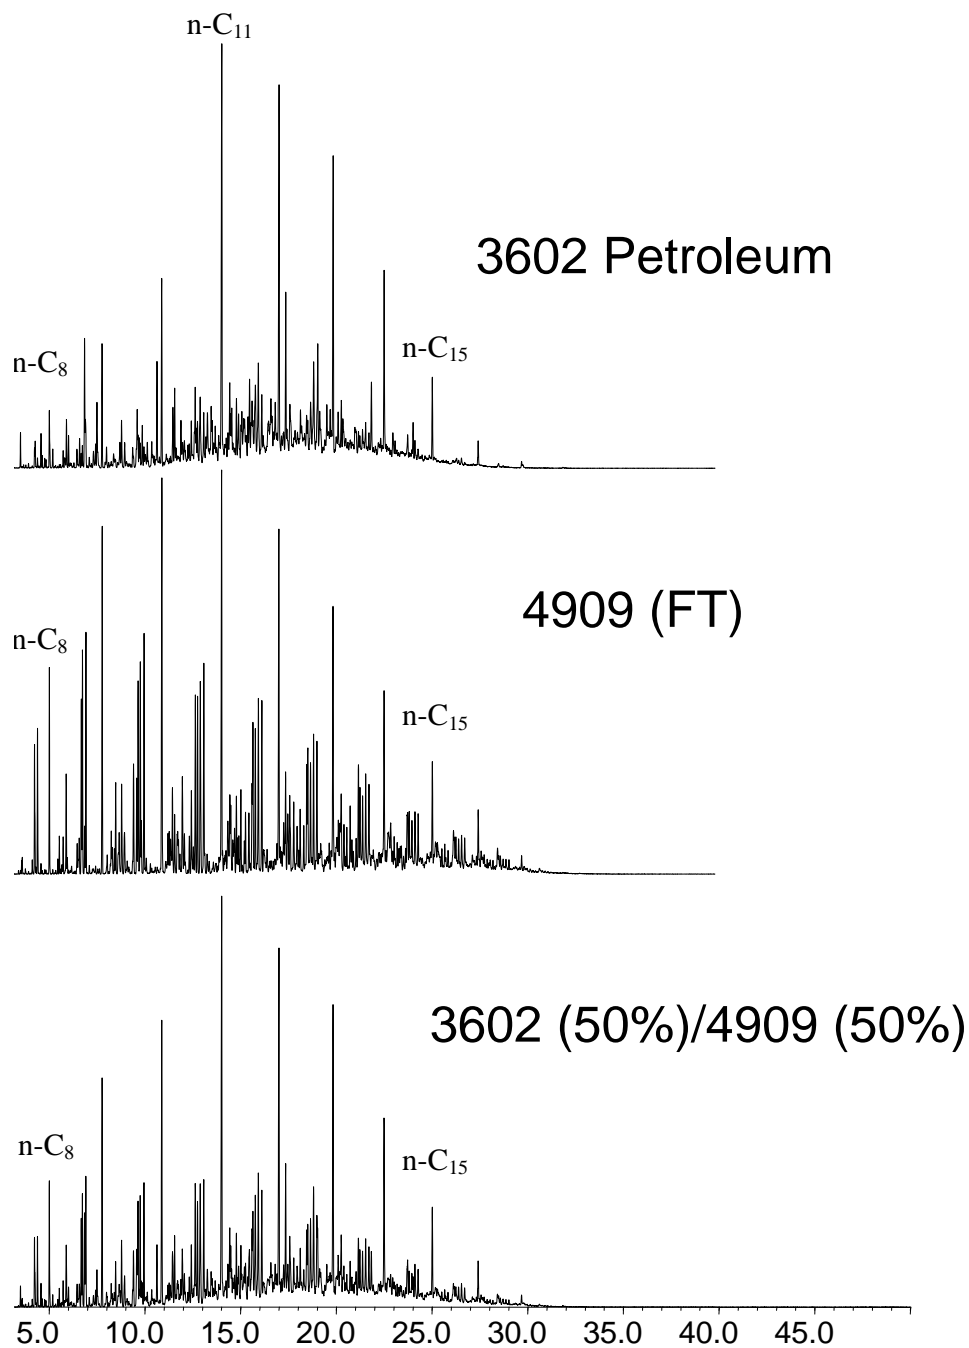 n-C₁₁
3602 Petroleum
n-C₈
n-C₁₅
4909 (FT)
n-C₈
n-C₁₅
3602 (50%)/4909 (50%)
n-C₈
n-C₁₅
5.0 10.0 15.0 20.0 25.0 30.0 35.0 40.0 45.0